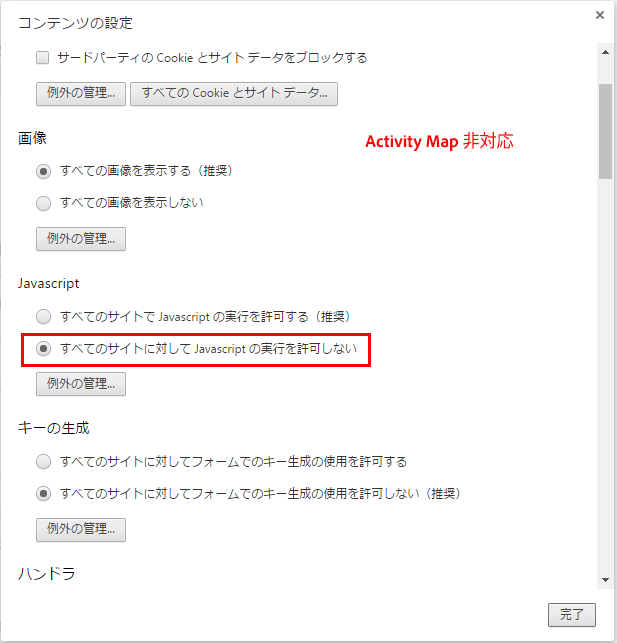 コンテンツの設定
サードパーティの Cookie とサイト データをブロックする
例外の管理...
すべての Cookie とサイト データ...
画像
Activity Map 非対応
すべての画像を表示する（推奨）
すべての画像を表示しない
例外の管理...
Javascript
すべてのサイトで Javascript の実行を許可する（推奨）
すべてのサイトに対して Javascript の実行を許可しない
例外の管理...
キーの生成
すべてのサイトに対してフォームでのキー生成の使用を許可する
すべてのサイトに対してフォームでのキー生成の使用を許可しない（推奨）
例外の管理...
ハンドラ
完了